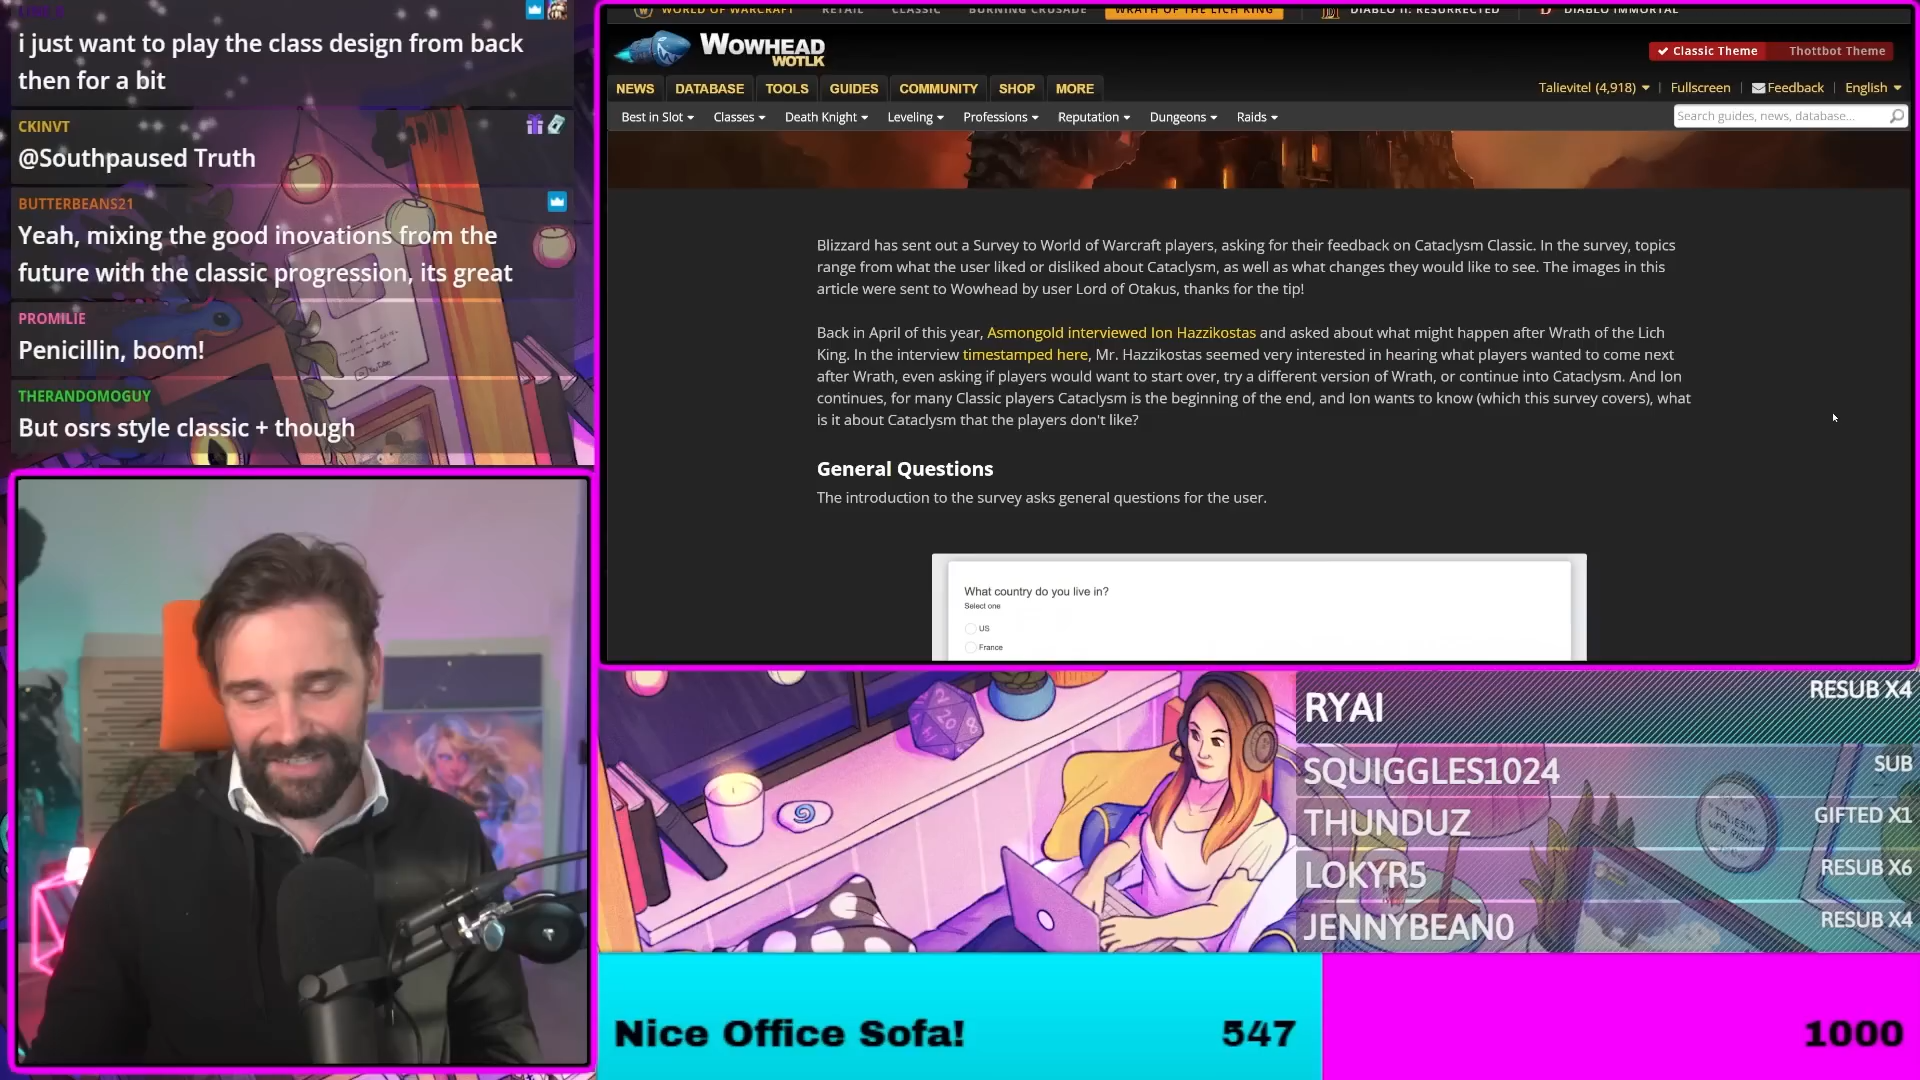 i just want to play the class design from back
then for a bit
CKINVT
@Southpaused Truth
BUTTERBEANS21
Yeah, mixing the good inovations from the
future with the classic progression, its great
PROMILIE
Penicillin, boom!
THERANDOMOGUY
But osrs style classic + though
WORLD OF WARCRAFT RETAIL CLASSIC BURNING CRUSADE WRATH OF THE LICH KING DIABLO II: RESURRECTED DIABLO IMMORTAL
WOWHEAD
WOTLK
Classic Theme Thottbot Theme
NEWS DATABASE TOOLS GUIDES COMMUNITY SHOP MORE
Talievitel (4,918) | Fullscreen | Feedback | English
Best in Slot Classes Death Knight Leveling Professions Reputation Dungeons Raids
Search guides, news, database...
Blizzard has sent out a Survey to World of Warcraft players, asking for their feedback on Cataclysm Classic. In the survey, topics
range from what the user liked or disliked about Cataclysm, as well as what changes they would like to see. The images in this
article were sent to Wowhead by user Lord of Otakus, thanks for the tip!
Back in April of this year, Asmongold interviewed Ion Hazzikostas and asked about what might happen after Wrath of the Lich
King. In the interview timestamped here, Mr. Hazzikostas seemed very interested in hearing what players wanted to come next
after Wrath, even asking if players would want to start over, try a different version of Wrath, or continue into Cataclysm. And Ion
continues, for many Classic players Cataclysm is the beginning of the end, and Ion wants to know (which this survey covers), what
is it about Cataclysm that the players don't like?
General Questions
The introduction to the survey asks general questions for the user.
What country do you live in?
Select one
US
France
RYAI RESUB X4
SQUIGGLES1024 SUB
THUNDUZ GIFTED X1
LOKYR5 RESUB X6
JENNYBEAN0 RESUB X4
Nice Office Sofa! 547
1000